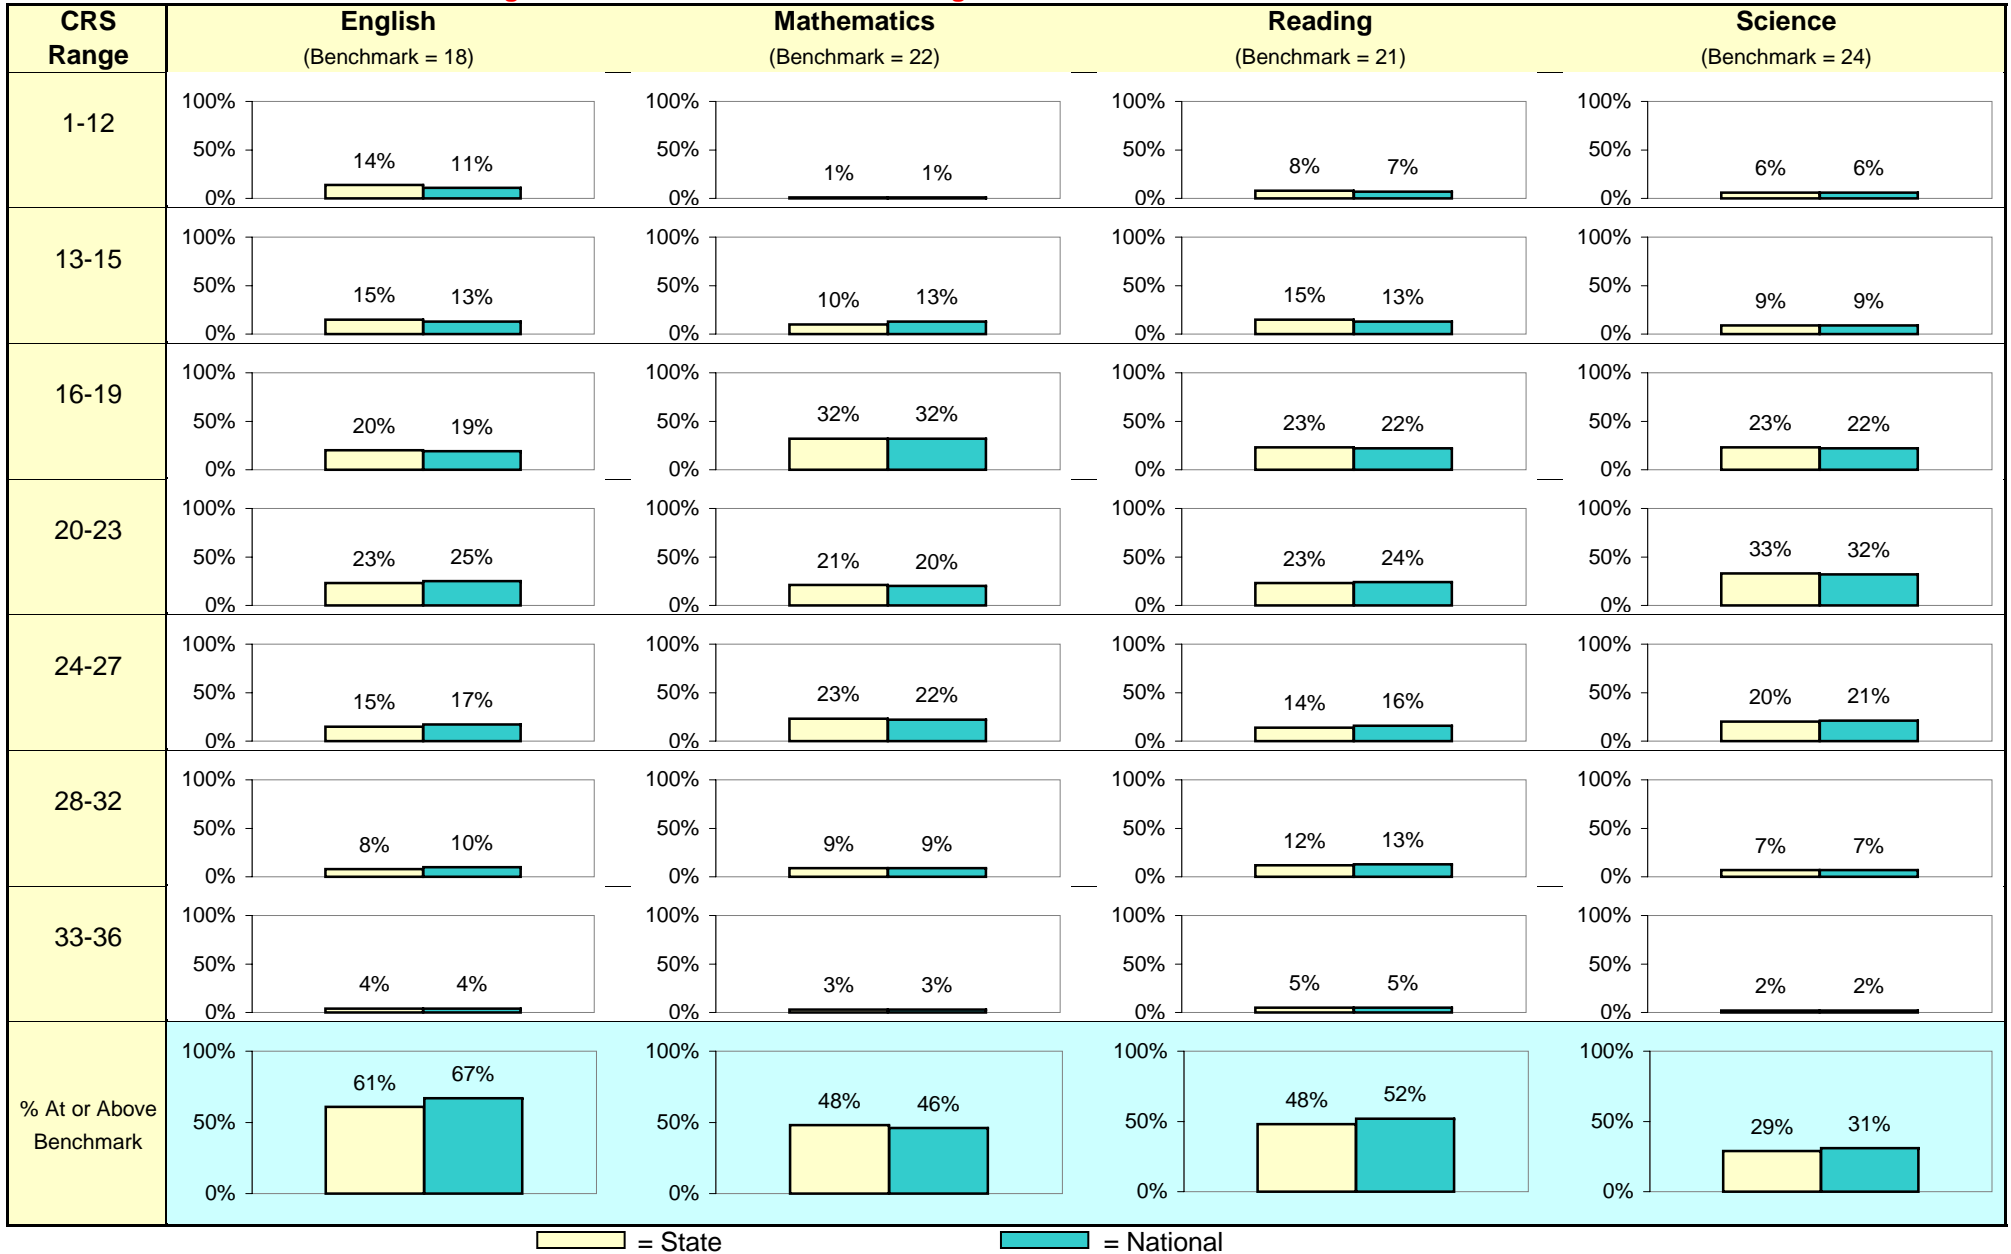 CRS Range English Mathematics Reading Science
(Benchmark = 18) (Benchmark = 22) (Benchmark = 21) (Benchmark = 24)
1-12
100% 100% 100% 100%
50% 14% 11% 50% 1% 1% 50% 8% 7% 50% 6% 6%
0% 0% 0% 0%
13-15
100% 100% 100% 100%
50% 15% 13% 50% 10% 13% 50% 15% 13% 50% 9% 9%
0% 0% 0% 0%
16-19
100% 100% 100% 100%
50% 20% 19% 50% 32% 32% 50% 23% 22% 50% 23% 22%
0% 0% 0% 0%
20-23
100% 100% 100% 100%
50% 23% 25% 50% 21% 20% 50% 23% 24% 50% 33% 32%
0% 0% 0% 0%
24-27
100% 100% 100% 100%
50% 15% 17% 50% 23% 22% 50% 14% 16% 50% 20% 21%
0% 0% 0% 0%
28-32
100% 100% 100% 100%
50% 8% 10% 50% 9% 9% 50% 12% 13% 50% 7% 7%
0% 0% 0% 0%
33-36
100% 100% 100% 100%
50% 4% 4% 50% 3% 3% 50% 5% 5% 50% 2% 2%
0% 0% 0% 0%
% At or Above
Benchmark
100% 100% 100% 100%
50% 61% 67% 50% 48% 46% 50% 48% 52% 50% 29% 31%
0% 0% 0% 0%
= State = National